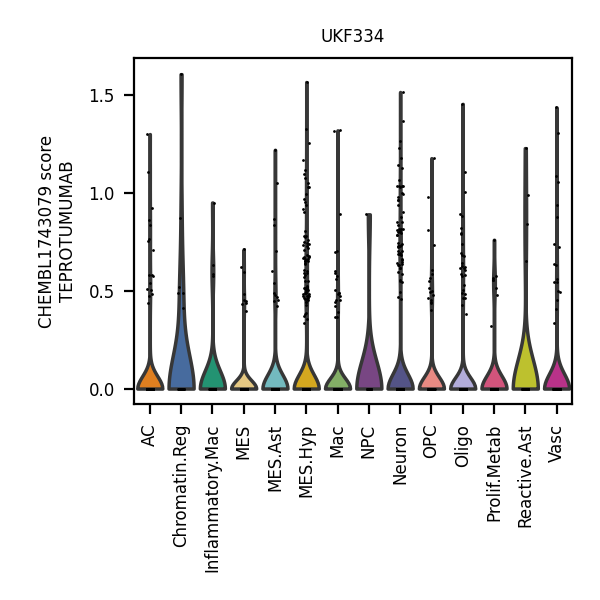 UKF334
CHEMBL1743079 score
TEPROTUMUMAB
1.5
1.0
0.5
0.0
AC
Chromatin.Reg
Inflammatory.Mac
MES
MES.Ast
MES.Hyp
Mac
NPC
Neuron
OPC
Oligo
Prolif.Metab
Reactive.Ast
Vasc